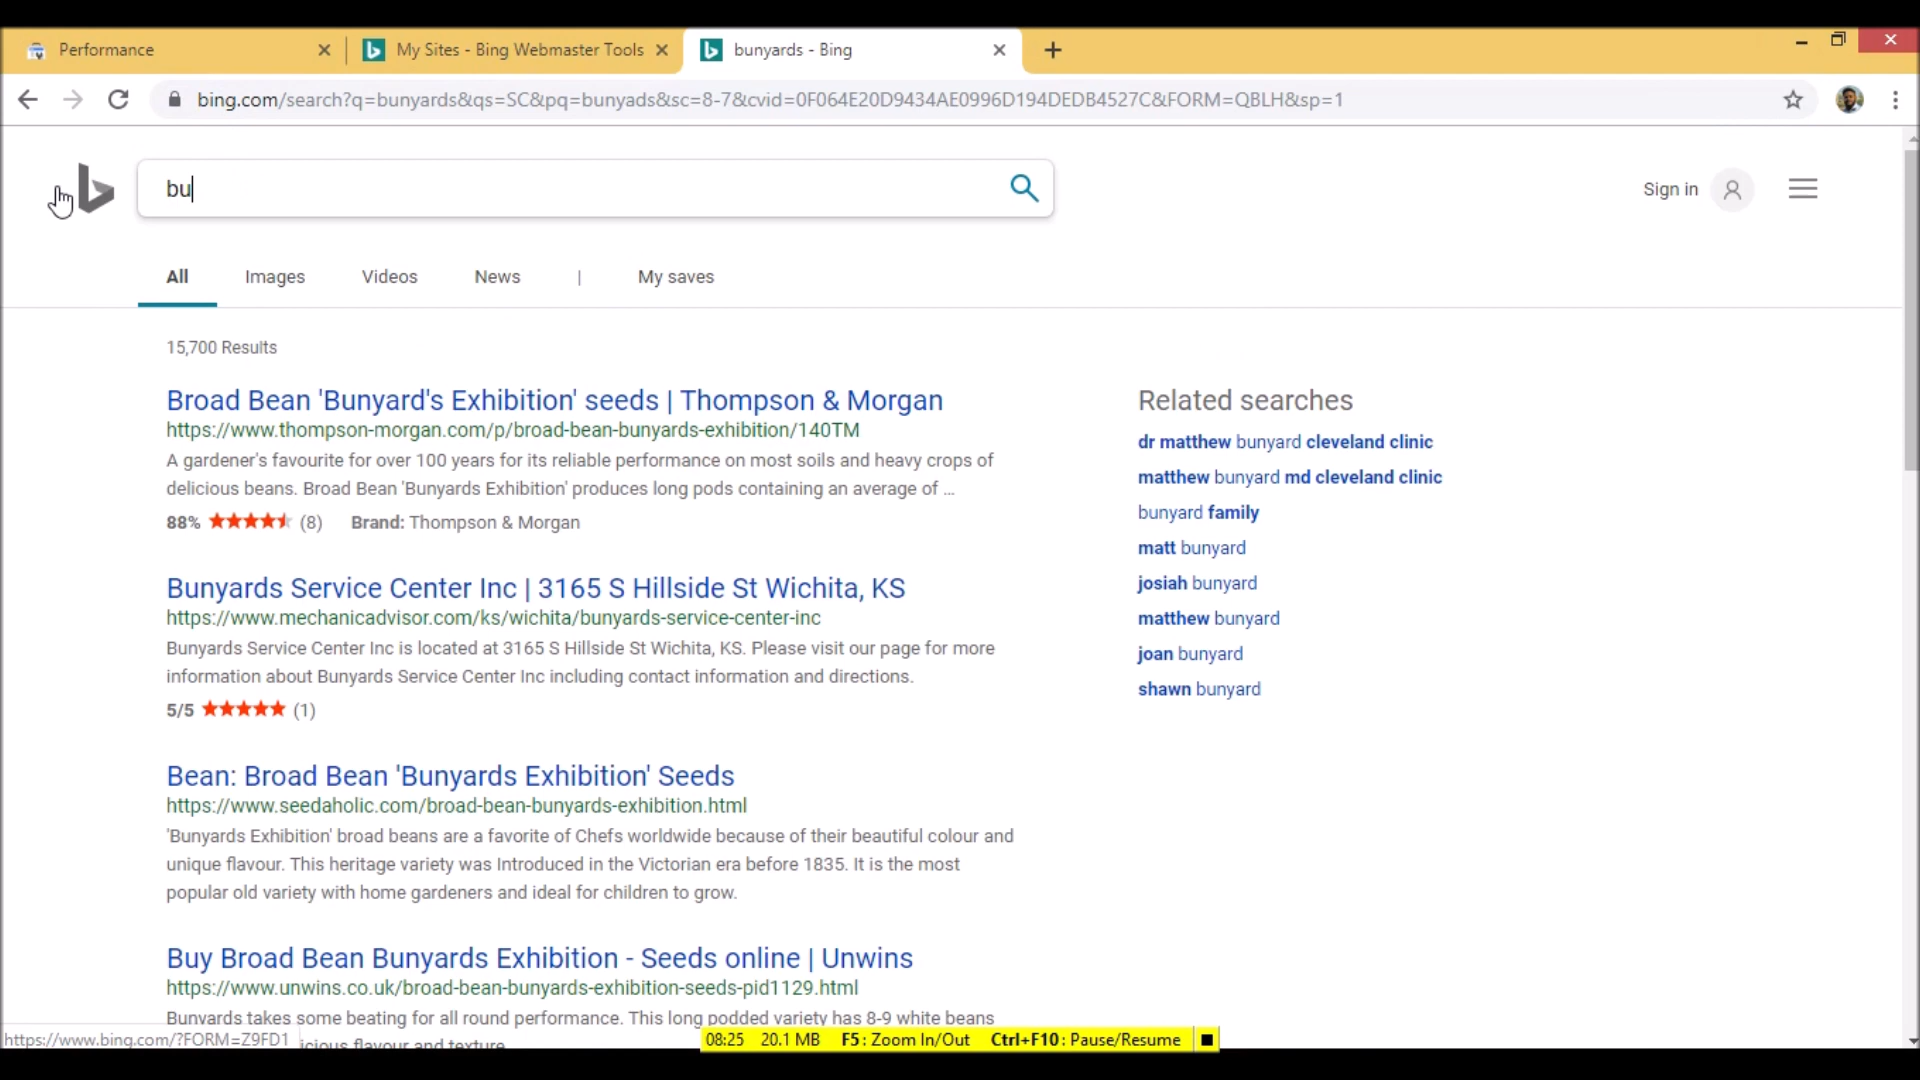 Performance
My Sites - Bing Webmaster Tools
bunyards - Bing
bing.com/search?q=bunyards&qs=SC&pq=bunyads&sc=8-7&cvid=0F064E20D9434AE0996D194DEDB4527C&FORM=QBLH&sp=1
bu
Sign in
All
Images
Videos
News
|
My saves
15,700 Results
Broad Bean 'Bunyard's Exhibition' seeds | Thompson & Morgan
https://www.thompson-morgan.com/p/broad-bean-bunyards-exhibition/140TM
A gardener's favourite for over 100 years for its reliable performance on most soils and heavy crops of
delicious beans. Broad Bean 'Bunyards Exhibition' produces long pods containing an average of ...
88% (8) Brand: Thompson & Morgan
Bunyards Service Center Inc | 3165 S Hillside St Wichita, KS
https://www.mechanicadvisor.com/ks/wichita/bunyards-service-center-inc
Bunyards Service Center Inc is located at 3165 S Hillside St Wichita, KS. Please visit our page for more
information about Bunyards Service Center Inc including contact information and directions.
5/5 (1)
Bean: Broad Bean 'Bunyards Exhibition' Seeds
https://www.seedaholic.com/broad-bean-bunyards-exhibition.html
'Bunyards Exhibition' broad beans are a favorite of Chefs worldwide because of their beautiful colour and
unique flavour. This heritage variety was Introduced in the Victorian era before 1835. It is the most
popular old variety with home gardeners and ideal for children to grow.
Buy Broad Bean Bunyards Exhibition - Seeds online | Unwins
https://www.unwins.co.uk/broad-bean-bunyards-exhibition-seeds-pid1129.html
Bunyards takes some beating for all round performance. This long podded variety has 8-9 white beans
flavour and texture
Related searches
dr matthew bunyard cleveland clinic
matthew bunyard md cleveland clinic
bunyard family
matt bunyard
josiah bunyard
matthew bunyard
joan bunyard
shawn bunyard
https://www.bing.com/?FORM=Z9FD1
08:25 20.1 MB F5: Zoom In/Out Ctrl+F10: Pause/Resume